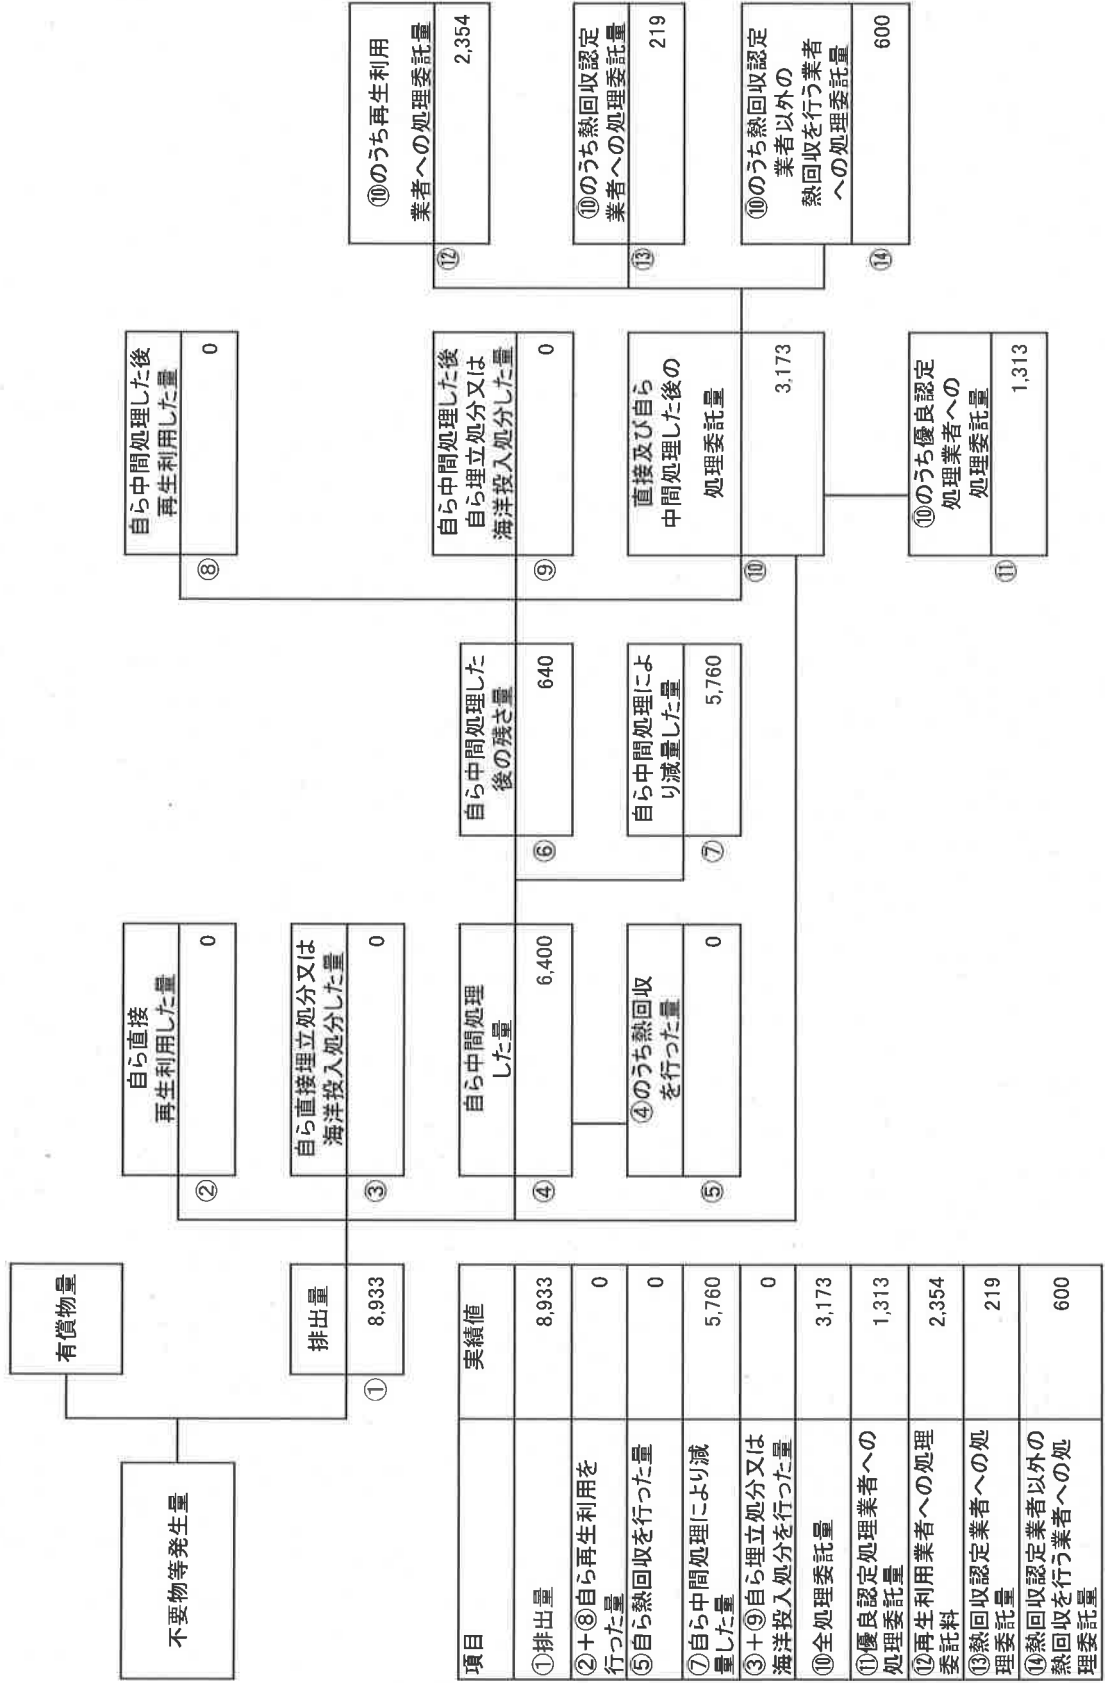 不要物等発生量
有償物量
排出量
①
8,933
自ら直接
再生利用した量
②
0
自ら直接埋立処分又は
海洋投入処分した量
③
0
自ら中間処理
した量
④
6,400
④のうち熱回収
を行った量
⑤
0
自ら中間処理した
後の残さ量
⑥
640
自ら中間処理によ
り減量した量
⑦
5,760
自ら中間処理した後
再生利用した量
⑧
0
自ら中間処理した後
自ら埋立処分又は
海洋投入処分した量
⑨
0
直接及び自ら
中間処理した後の
処理委託量
⑩
3,173
⑩のうち優良認定
処理業者への
処理委託量
⑪
1,313
⑩のうち再生利用
業者への処理委託量
⑫
2,354
⑩のうち熱回収認定
業者への処理委託量
⑬
219
⑩のうち熱回収認定
業者以外の
熱回収を行う業者
への処理委託量
⑭
600
項目 実績値
①排出量 8,933
②+⑧自ら再生利用を
行った量 0
⑤自ら熱回収を行った量 0
⑦自ら中間処理により減
量した量 5,760
③+⑨自ら埋立処分又は
海洋投入処分を行った量 0
⑩全処理委託量 3,173
⑪優良認定処理業者への
処理委託量 1,313
⑫再生利用業者への処理
委託料 2,354
⑬熱回収認定業者への処
理委託量 219
⑭熱回収認定業者以外の
熱回収を行う業者への処
理委託量 600